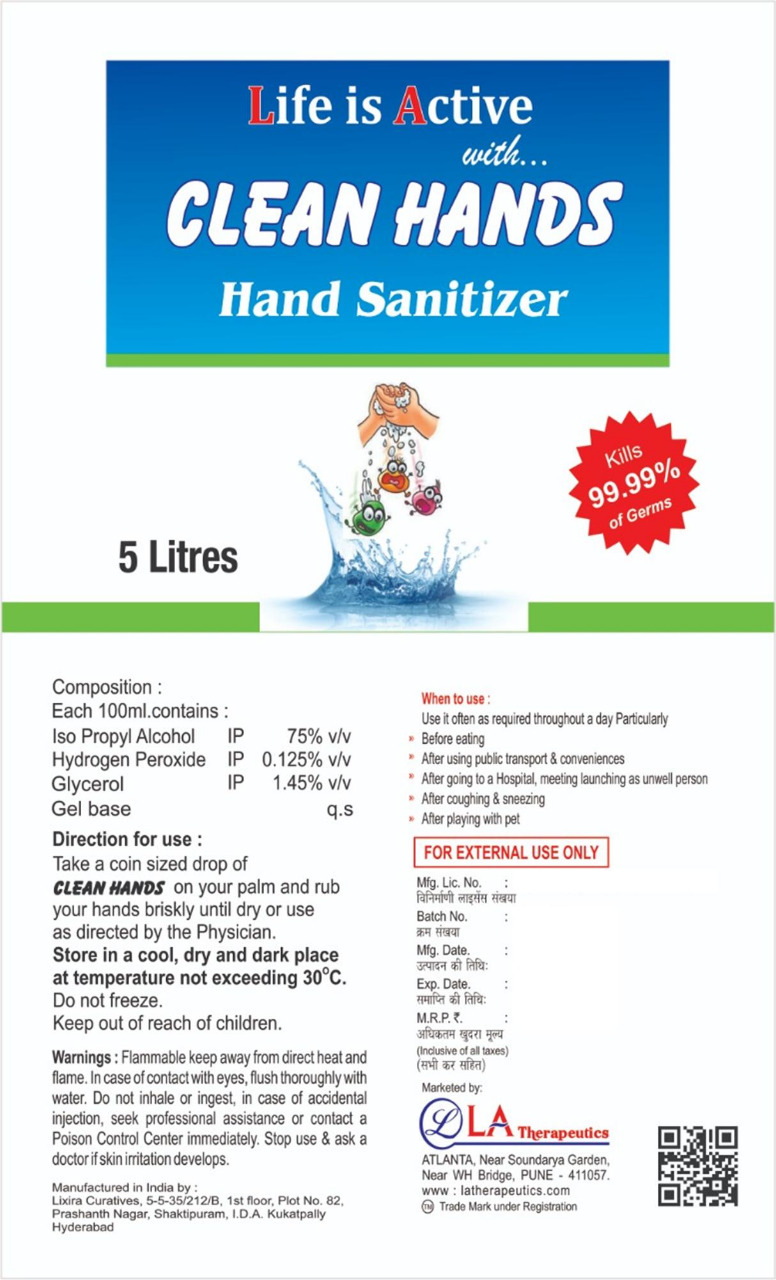 Life is Active
with...
CLEAN HANDS
Hand Sanitizer
Kills
99.99%
of Germs
5 Litres
Composition :
Each 100ml.contains :
Iso Propyl Alcohol IP 75% v/v
Hydrogen Peroxide IP 0.125% v/v
Glycerol IP 1.45% v/v
Gel base q.s
Direction for use :
Take a coin sized drop of
CLEAN HANDS on your palm and rub
your hands briskly until dry or use
as directed by the Physician.
Store in a cool, dry and dark place
at temperature not exceeding 30°C.
Do not freeze.
Keep out of reach of children.
Warnings : Flammable keep away from direct heat and
flame. In case of contact with eyes, flush thoroughly with
water. Do not inhale or ingest, in case of accidental
injection, seek professional assistance or contact a
Poison Control Center immediately. Stop use & ask a
doctor if skin irritation develops.
Manufactured in India by :
Lixira Curatives, 5-5-35/212/B, 1st floor, Plot No. 82,
Prashanth Nagar, Shaktipuram, I.D.A. Kukatpally
Hyderabad
When to use :
Use it often as required throughout a day Particularly
» Before eating
» After using public transport & conveniences
» After going to a Hospital, meeting launching as unwell person
» After coughing & sneezing
» After playing with pet
FOR EXTERNAL USE ONLY
Mfg. Lic. No. :
विनिर्माणी लाइसेंस संखया
Batch No. :
क्रम संखया
Mfg. Date. :
उत्पादन की तिथि:
Exp. Date. :
समाप्ति की तिथि:
M.R.P. ₹. :
अधिकतम खुदरा मूल्य
(Inclusive of all taxes)
(सभी कर सहित)
Marketed by:
L LA Therapeutics
ATLANTA, Near Soundarya Garden,
Near WH Bridge, PUNE - 411057.
www : latherapeutics.com
TM Trade Mark under Registration